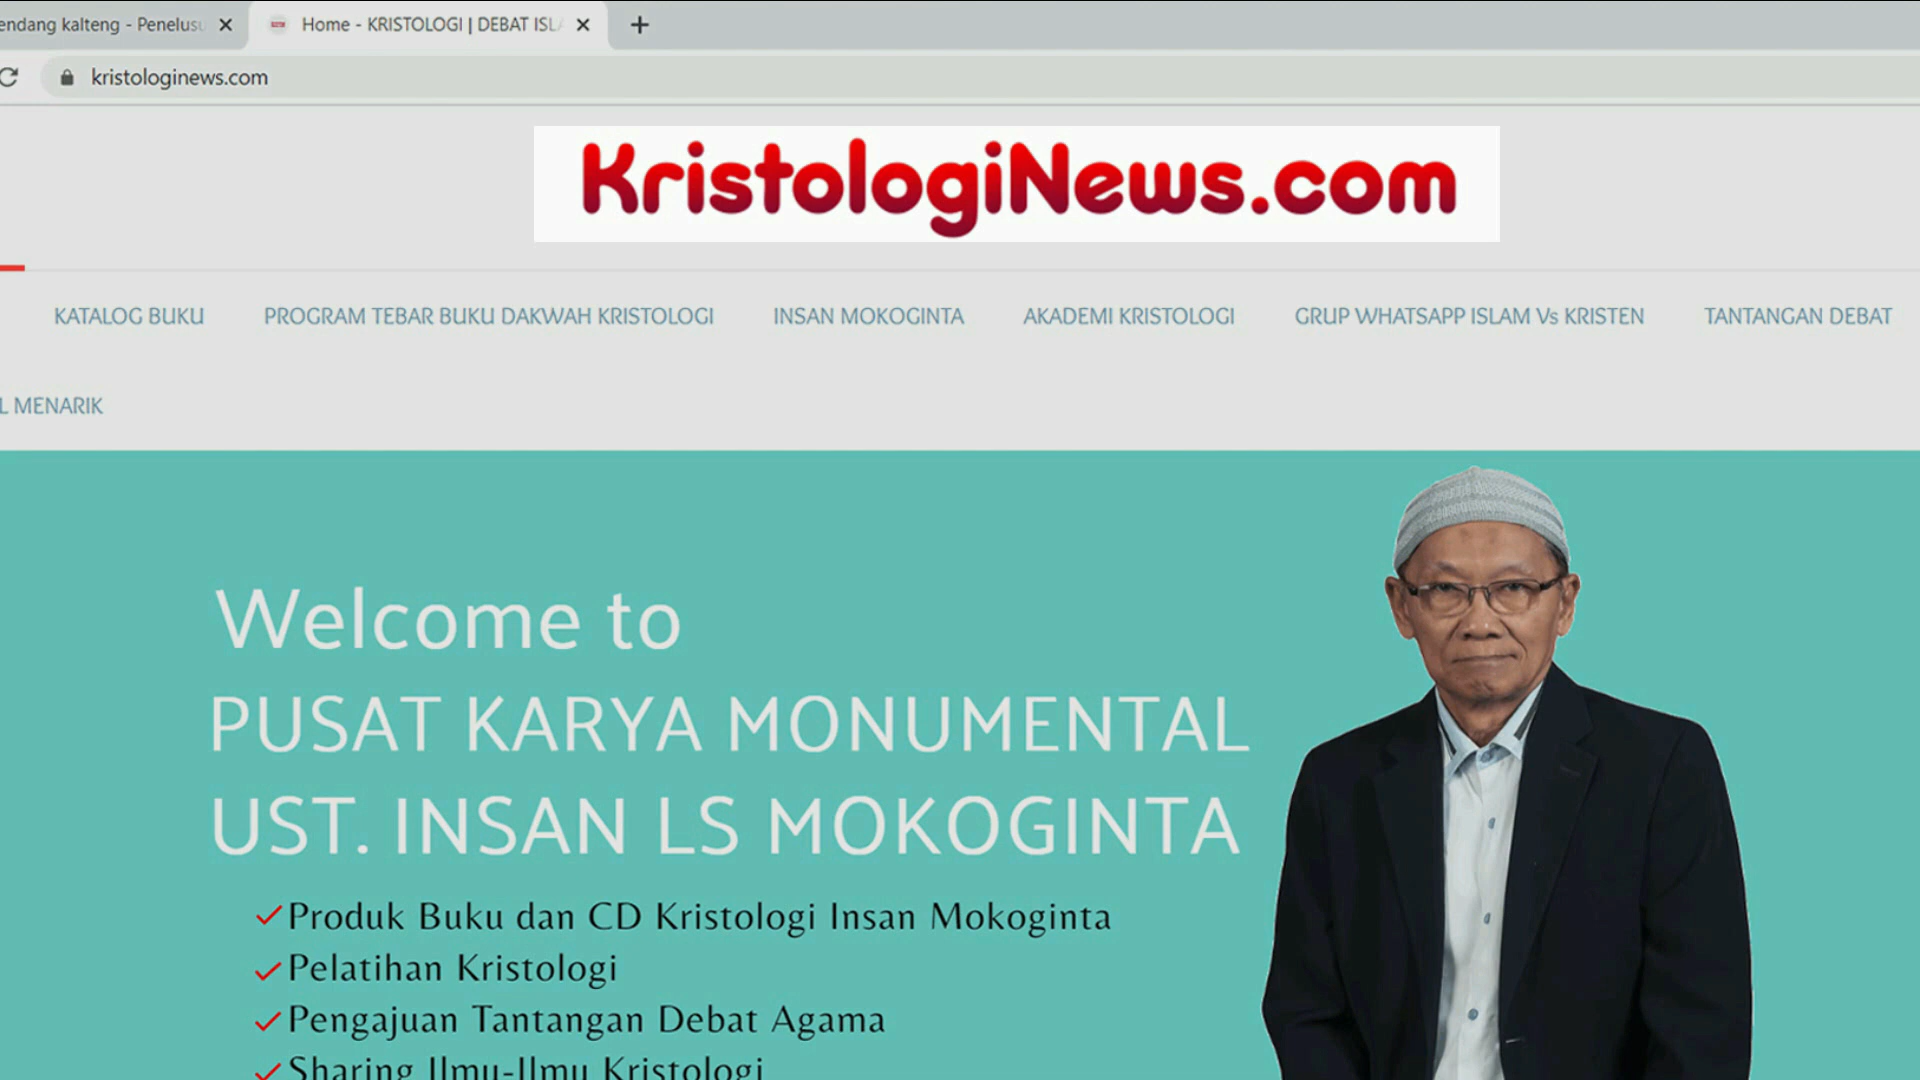 endang kalteng - Penelusu
Home - KRISTOLOGI | DEBAT ISLA
kristologinews.com
KristologiNews.com
KATALOG BUKU
PROGRAM TEBAR BUKU DAKWAH KRISTOLOGI
INSAN MOKOGINTA
AKADEMI KRISTOLOGI
GRUP WHATSAPP ISLAM Vs KRISTEN
TANTANGAN DEBAT
L MENARIK
Welcome to
PUSAT KARYA MONUMENTAL
UST. INSAN LS MOKOGINTA
Produk Buku dan CD Kristologi Insan Mokoginta
Pelatihan Kristologi
Pengajuan Tantangan Debat Agama
Sharing Ilmu-Ilmu Kristologi